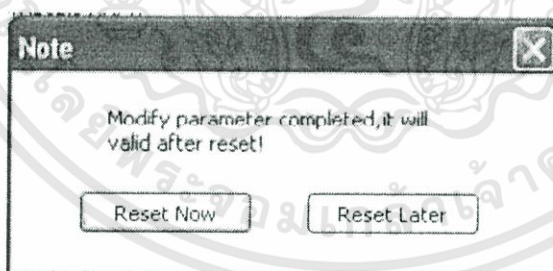 Note
Modify parameter completed,it will
valid after reset!
Reset Now
Reset Later